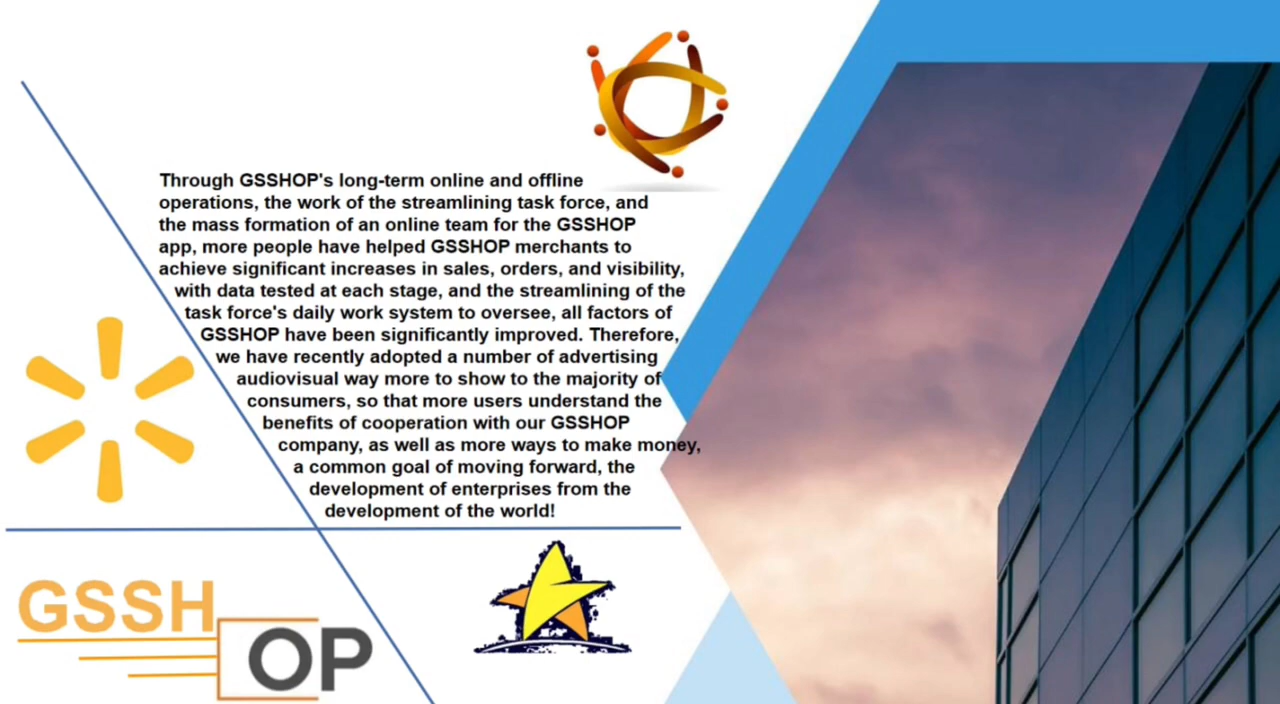 Through GSSHOP's long-term online and offline
operations, the work of the streamlining task force, and
the mass formation of an online team for the GSSHOP
app, more people have helped GSSHOP merchants to
achieve significant increases in sales, orders, and visibility,
with data tested at each stage, and the streamlining of the
task force's daily work system to oversee, all factors of
GSSHOP have been significantly improved. Therefore,
we have recently adopted a number of advertising
audiovisual way more to show to the majority of
consumers, so that more users understand the
benefits of cooperation with our GSSHOP
company, as well as more ways to make money,
a common goal of moving forward, the
development of enterprises from the
development of the world!
GSSH
OP